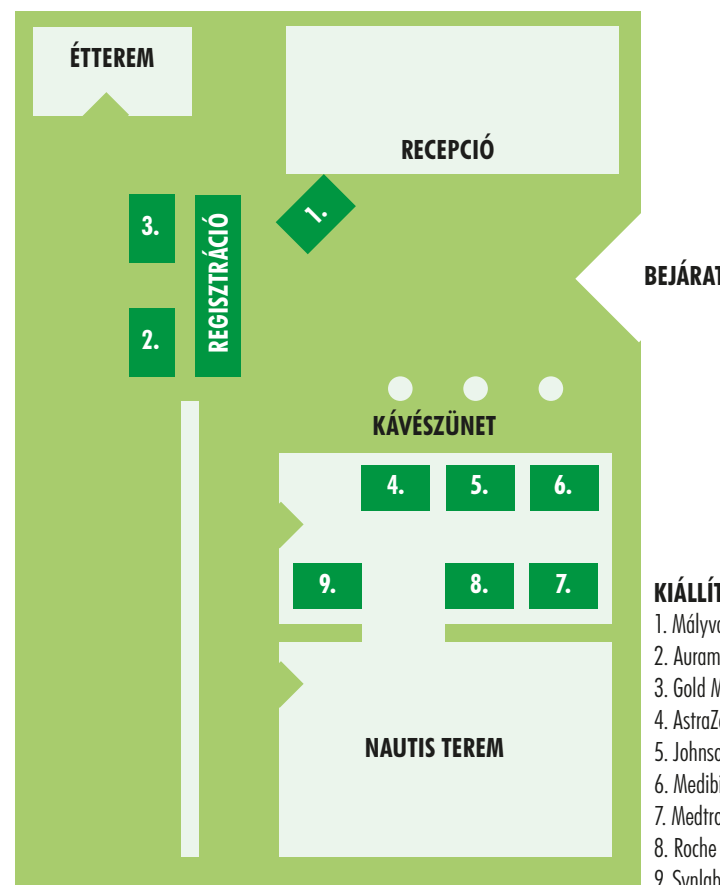 ÉTTEREM
RECEPCIÓ
1.
3.
REGISZTRÁCIÓ
2.
BEJÁRAT
KÁVÉSZÜNET
4. 5. 6.
9. 8. 7.
NAUTIS TEREM
KIÁLLÍT
1. Mályva
2. Auram
3. Gold M
4. AstraZe
5. Johnso
6. Medibi
7. Medtro
8. Roche
9. Synlab